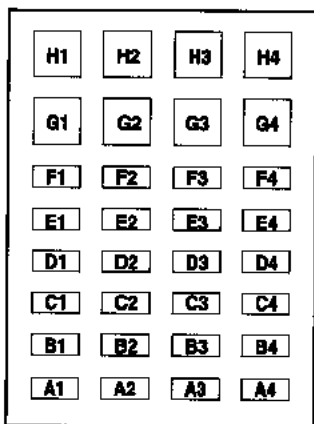 H1 H2 H3 H4
G1 G2 G3 G4
F1 F2 F3 F4
E1 E2 E3 E4
D1 D2 D3 D4
C1 C2 C3 C4
B1 B2 B3 B4
A1 A2 A3 A4